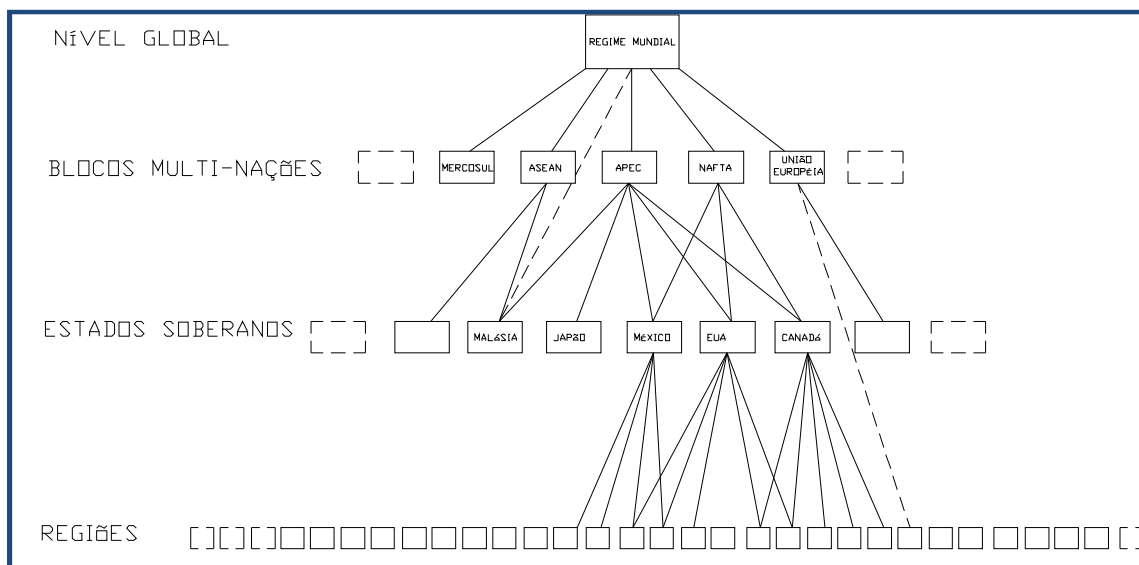 NÍVEL GLOBAL
REGIME MUNDIAL
BLOCOS MULTI-NAÇÕES
MERCOSUL
ASEAN
APEC
NAFTA
UNIÃO
EUROPÉIA
ESTADOS SOBERANOS
MALÁSIA
JAPÃO
MÉXICO
EUA
CANADÁ
REGIÕES